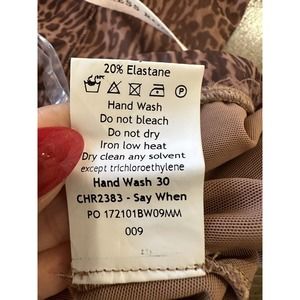 20% Elastane
Hand Wash
Do not bleach
Do not dry
Iron low heat
Dry clean any solvent
except trichloroethylene
Hand Wash 30
CHR2383 - Say When
PO 172101BW09MM
009